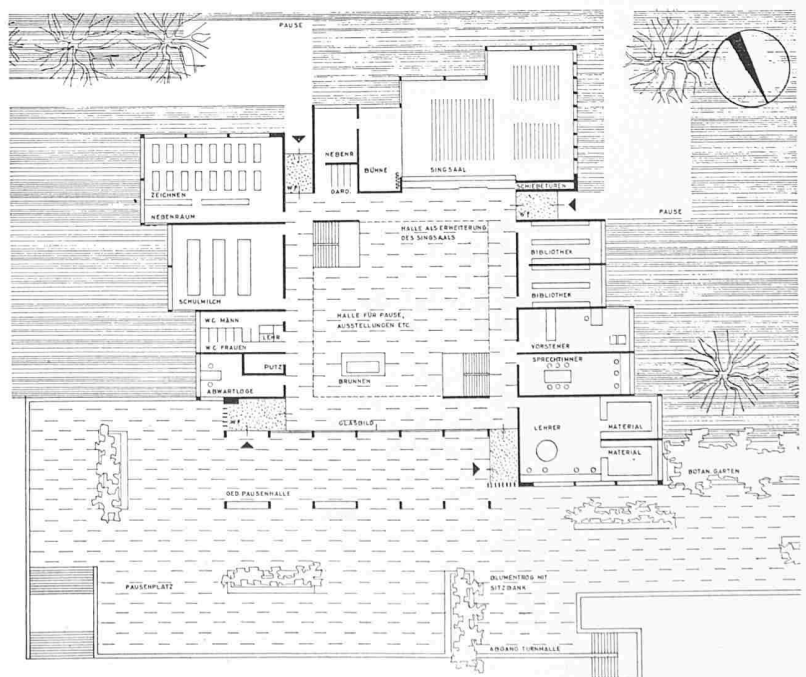 PAUSE
NEBENR.
BÜHNE
SINGSAAL
GARD.
W.F.
SCHIEBETÜREN
W.F.
ZEICHNEN
NEBENRAUM
PAUSE
HALLE ALS ERWEITERUNG
DES SINGSAALS
BIBLIOTHEK
BIBLIOTHEK
SCHULMILCH
HALLE FÜR PAUSE,
AUSSTELLUNGEN ETC.
W.C. MÄNN.
LEHR.
W.C. FRAUEN
VORSTEHER
SPRECHZIMMER
PUTZ
ABWARTLOGE
BRUNNEN
W.F.
GLASBILD
LEHRER
MATERIAL
MATERIAL
BOTAN. GARTEN
GED. PAUSENHALLE
PAUSENPLATZ
BLUMENTROG MIT
SITZBANK
ABGANG TURNHALLE